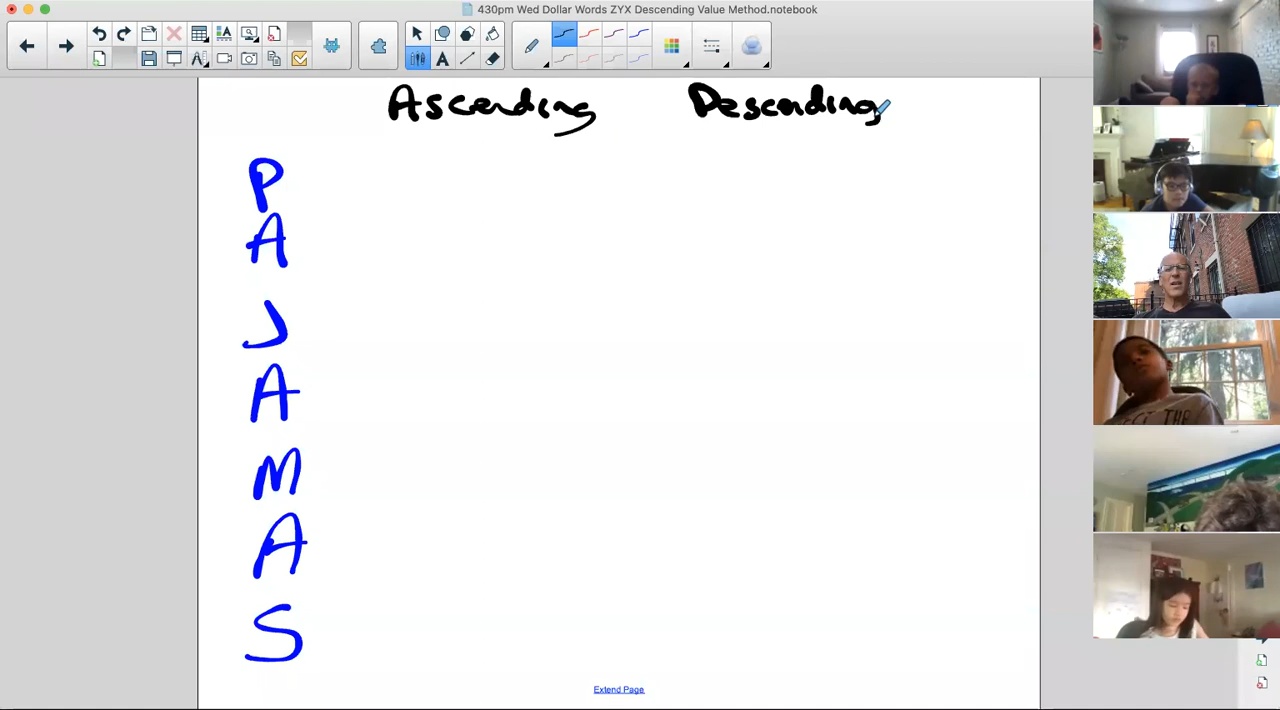 430pm Wed Dollar Words ZYX Descending Value Method.notebook
Ascending Descending
P
A
J
A
M
A
S
Extend Page